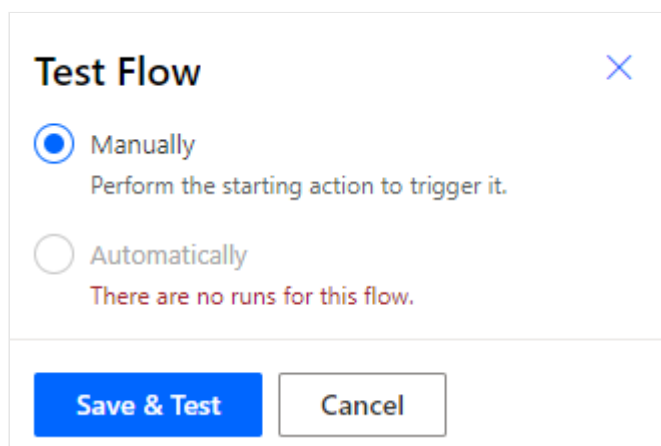 Test Flow
Manually
Perform the starting action to trigger it.
Automatically
There are no runs for this flow.
Save & Test
Cancel